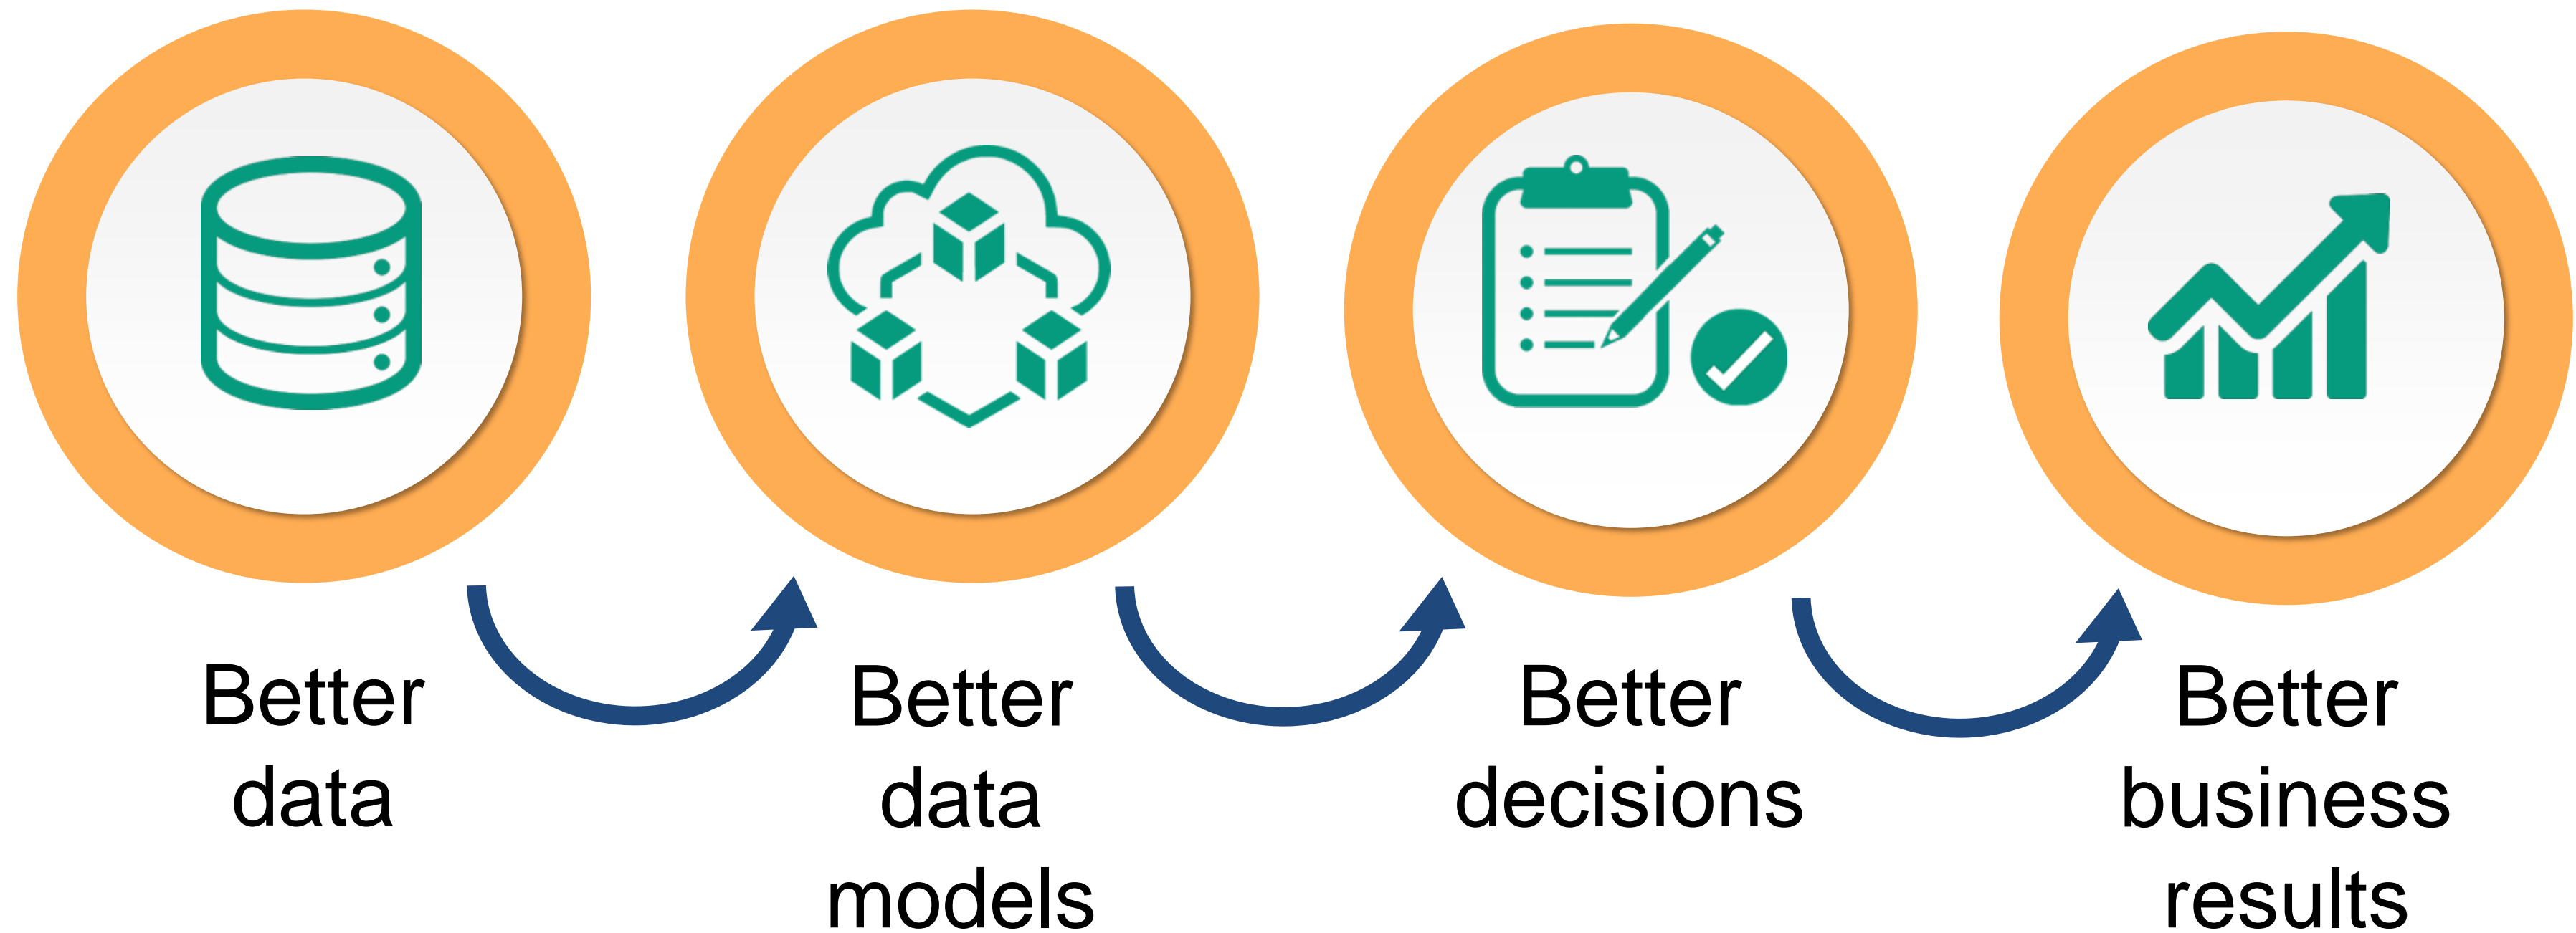 Better
data
Better
data
models
Better
decisions
Better
business
results